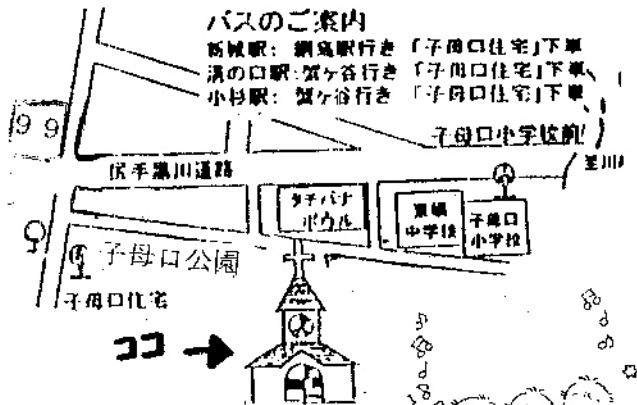 バスのご案内
新城駅: 綱島駅行き 「子母口住宅」下車
溝の口駅:蟹ヶ谷行き 「子母口住宅」下車
小杉駅: 蟹ヶ谷行き 「子母口住宅」下車
99
子母口小学校前
尻手黒川道路
タチバナ
ボウル
東橘
中学校
子母口
小学校
子母口公園
子母口住宅
ココ